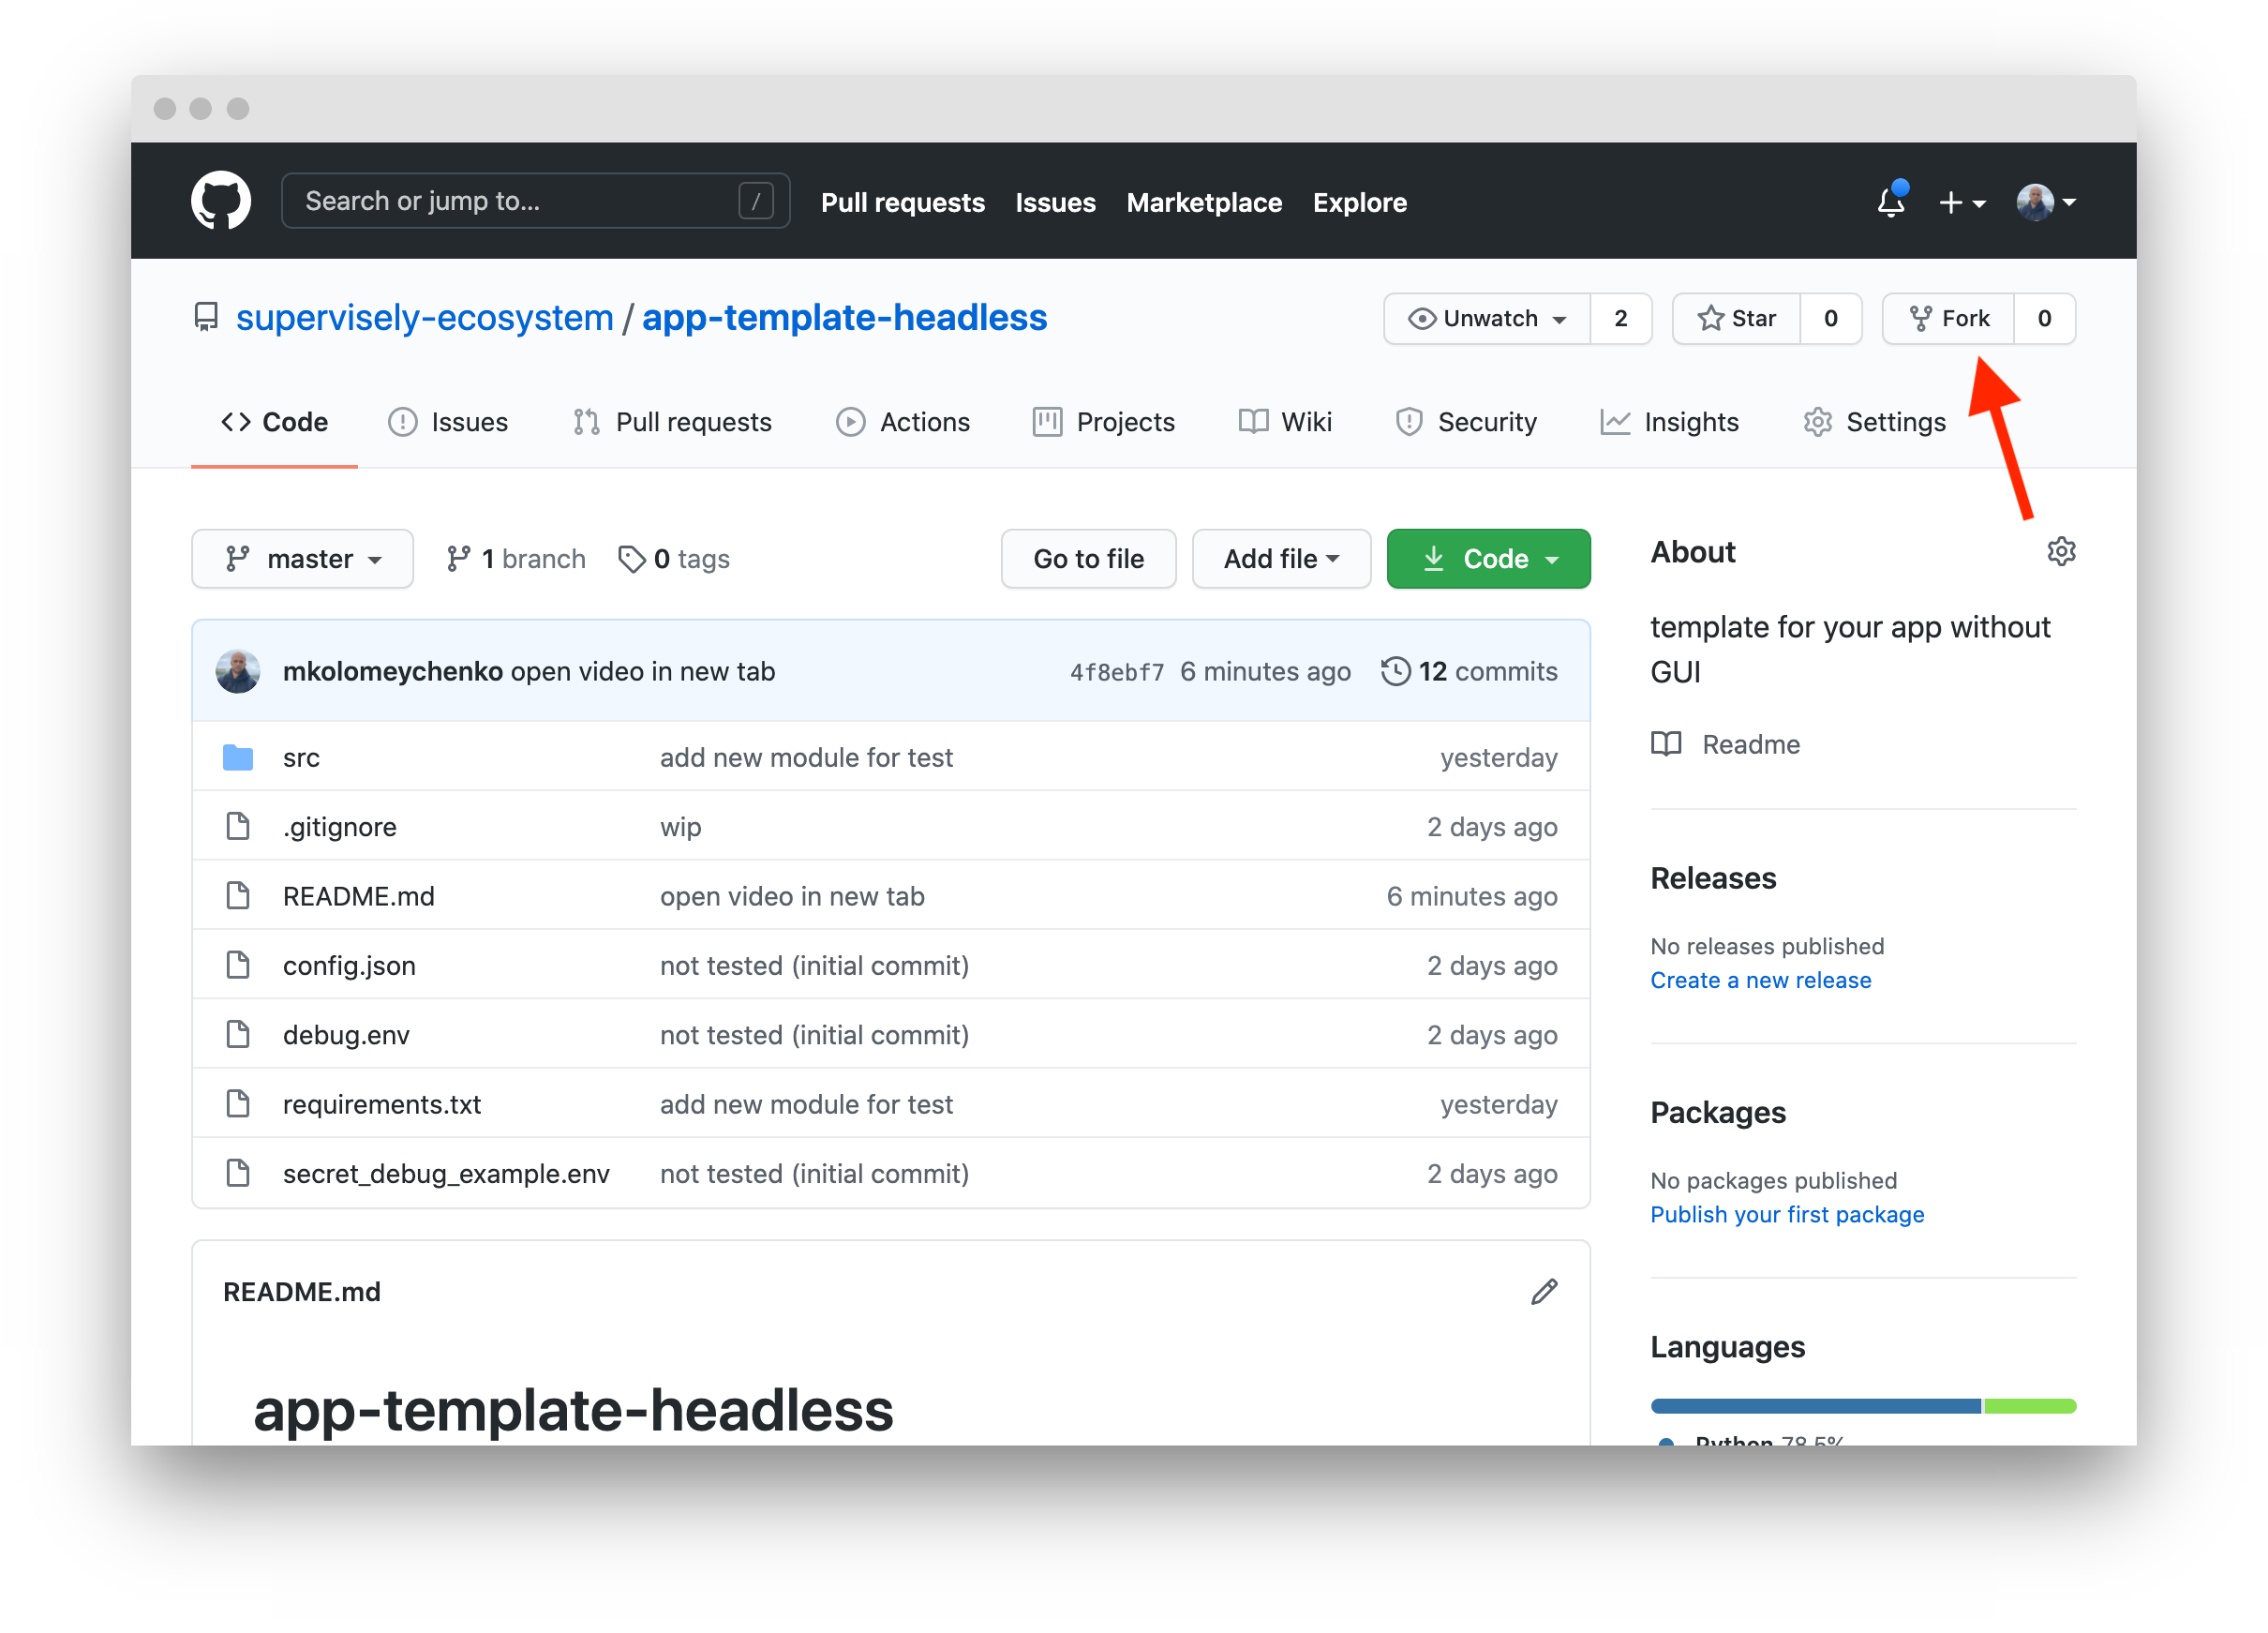 Search or jump to... /
Pull requests Issues Marketplace Explore
supervisely-ecosystem / app-template-headless
Unwatch 2 Star 0 Fork 0
Code Issues Pull requests Actions Projects Wiki Security Insights Settings
master 1 branch 0 tags Go to file Add file Code
mkolomeychenko open video in new tab 4f8ebf7 6 minutes ago 12 commits
src add new module for test yesterday
.gitignore wip 2 days ago
README.md open video in new tab 6 minutes ago
config.json not tested (initial commit) 2 days ago
debug.env not tested (initial commit) 2 days ago
requirements.txt add new module for test yesterday
secret_debug_example.env not tested (initial commit) 2 days ago
README.md
app-template-headless
About
template for your app without
GUI
Readme
Releases
No releases published
Create a new release
Packages
No packages published
Publish your first package
Languages
Python 78.5%